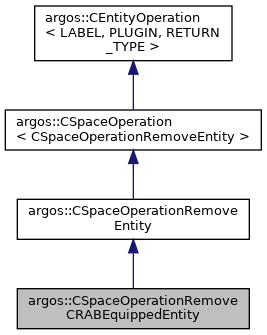 argos::CEntityOperation
< LABEL, PLUGIN, RETURN
_TYPE >
argos::CSpaceOperation
< CSpaceOperationRemoveEntity >
argos::CSpaceOperationRemove
Entity
argos::CSpaceOperationRemove
CRABEquippedEntity